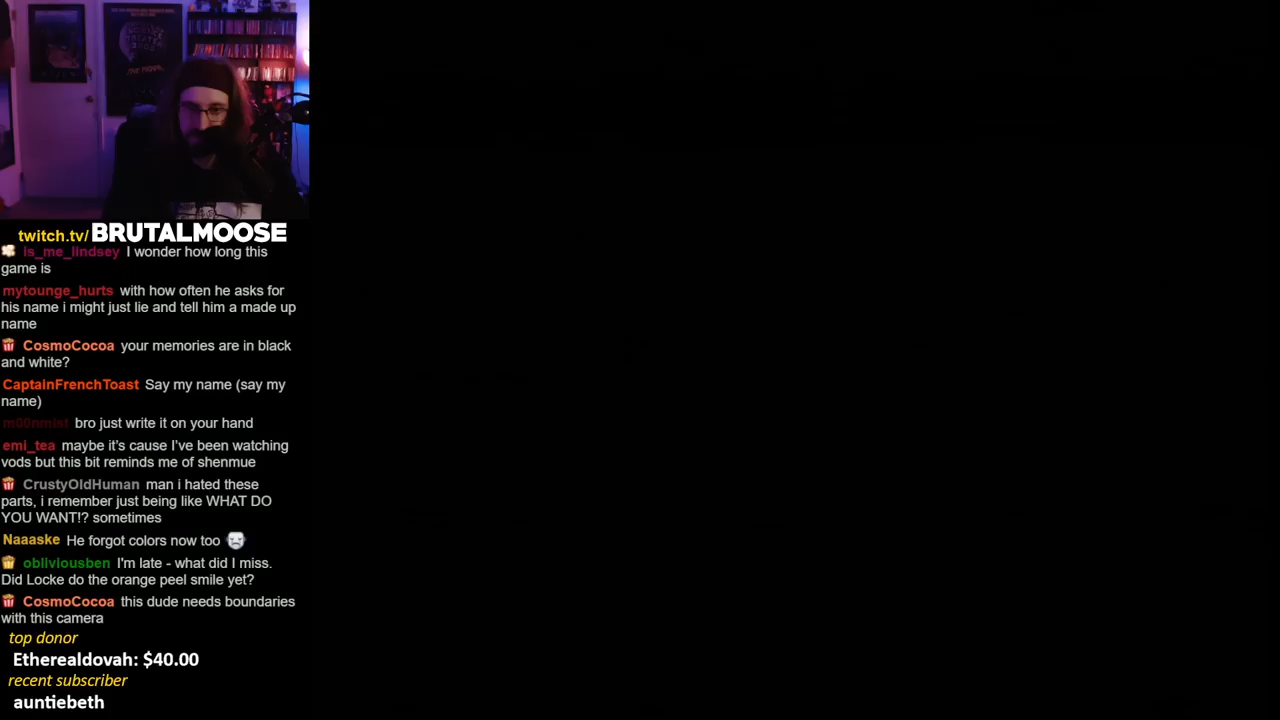 twitch.tv/BRUTALMOOSE
is_me_lindsey I wonder how long this
game is
mytounge_hurts with how often he asks for
his name i might just lie and tell him a made up
name
CosmoCocoa your memories are in black
and white?
CaptainFrenchToast Say my name (say my
name)
m00nmist bro just write it on your hand
emi_tea maybe it's cause I've been watching
vods but this bit reminds me of shenmue
CrustyOldHuman man i hated these
parts, i remember just being like WHAT DO
YOU WANT!? sometimes
Naaaske He forgot colors now too
obliviousben I'm late - what did I miss.
Did Locke do the orange peel smile yet?
CosmoCocoa this dude needs boundaries
with this camera
top donor
Etherealdovah: $40.00
recent subscriber
auntiebeth